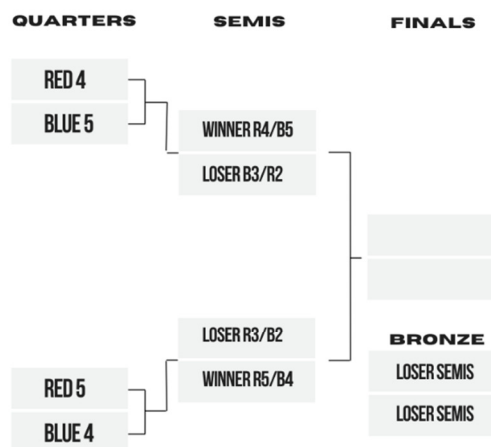 QUARTERS
SEMIS
FINALS
RED 4
BLUE 5
WINNER R4/B5
LOSER B3/R2
LOSER R3/B2
WINNER R5/B4
RED 5
BLUE 4
BRONZE
LOSER SEMIS
LOSER SEMIS